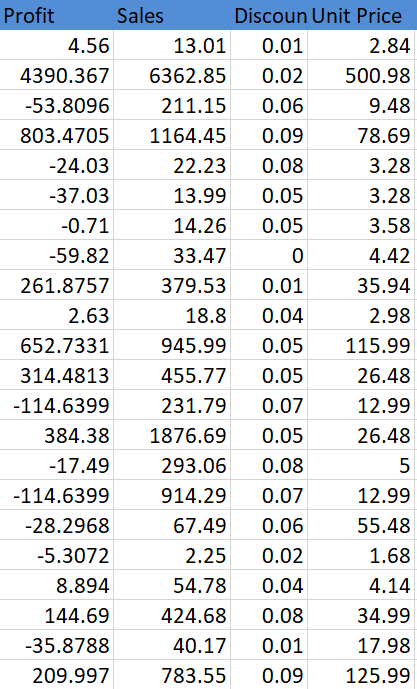 Profit Sales Discoun Unit Price
4.56 13.01 0.01 2.84
4390.367 6362.85 0.02 500.98
-53.8096 211.15 0.06 9.48
803.4705 1164.45 0.09 78.69
-24.03 22.23 0.08 3.28
-37.03 13.99 0.05 3.28
-0.71 14.26 0.05 3.58
-59.82 33.47 0 4.42
261.8757 379.53 0.01 35.94
2.63 18.8 0.04 2.98
652.7331 945.99 0.05 115.99
314.4813 455.77 0.05 26.48
-114.6399 231.79 0.07 12.99
384.38 1876.69 0.05 26.48
-17.49 293.06 0.08 5
-114.6399 914.29 0.07 12.99
-28.2968 67.49 0.06 55.48
-5.3072 2.25 0.02 1.68
8.894 54.78 0.04 4.14
144.69 424.68 0.08 34.99
-35.8788 40.17 0.01 17.98
209.997 783.55 0.09 125.99